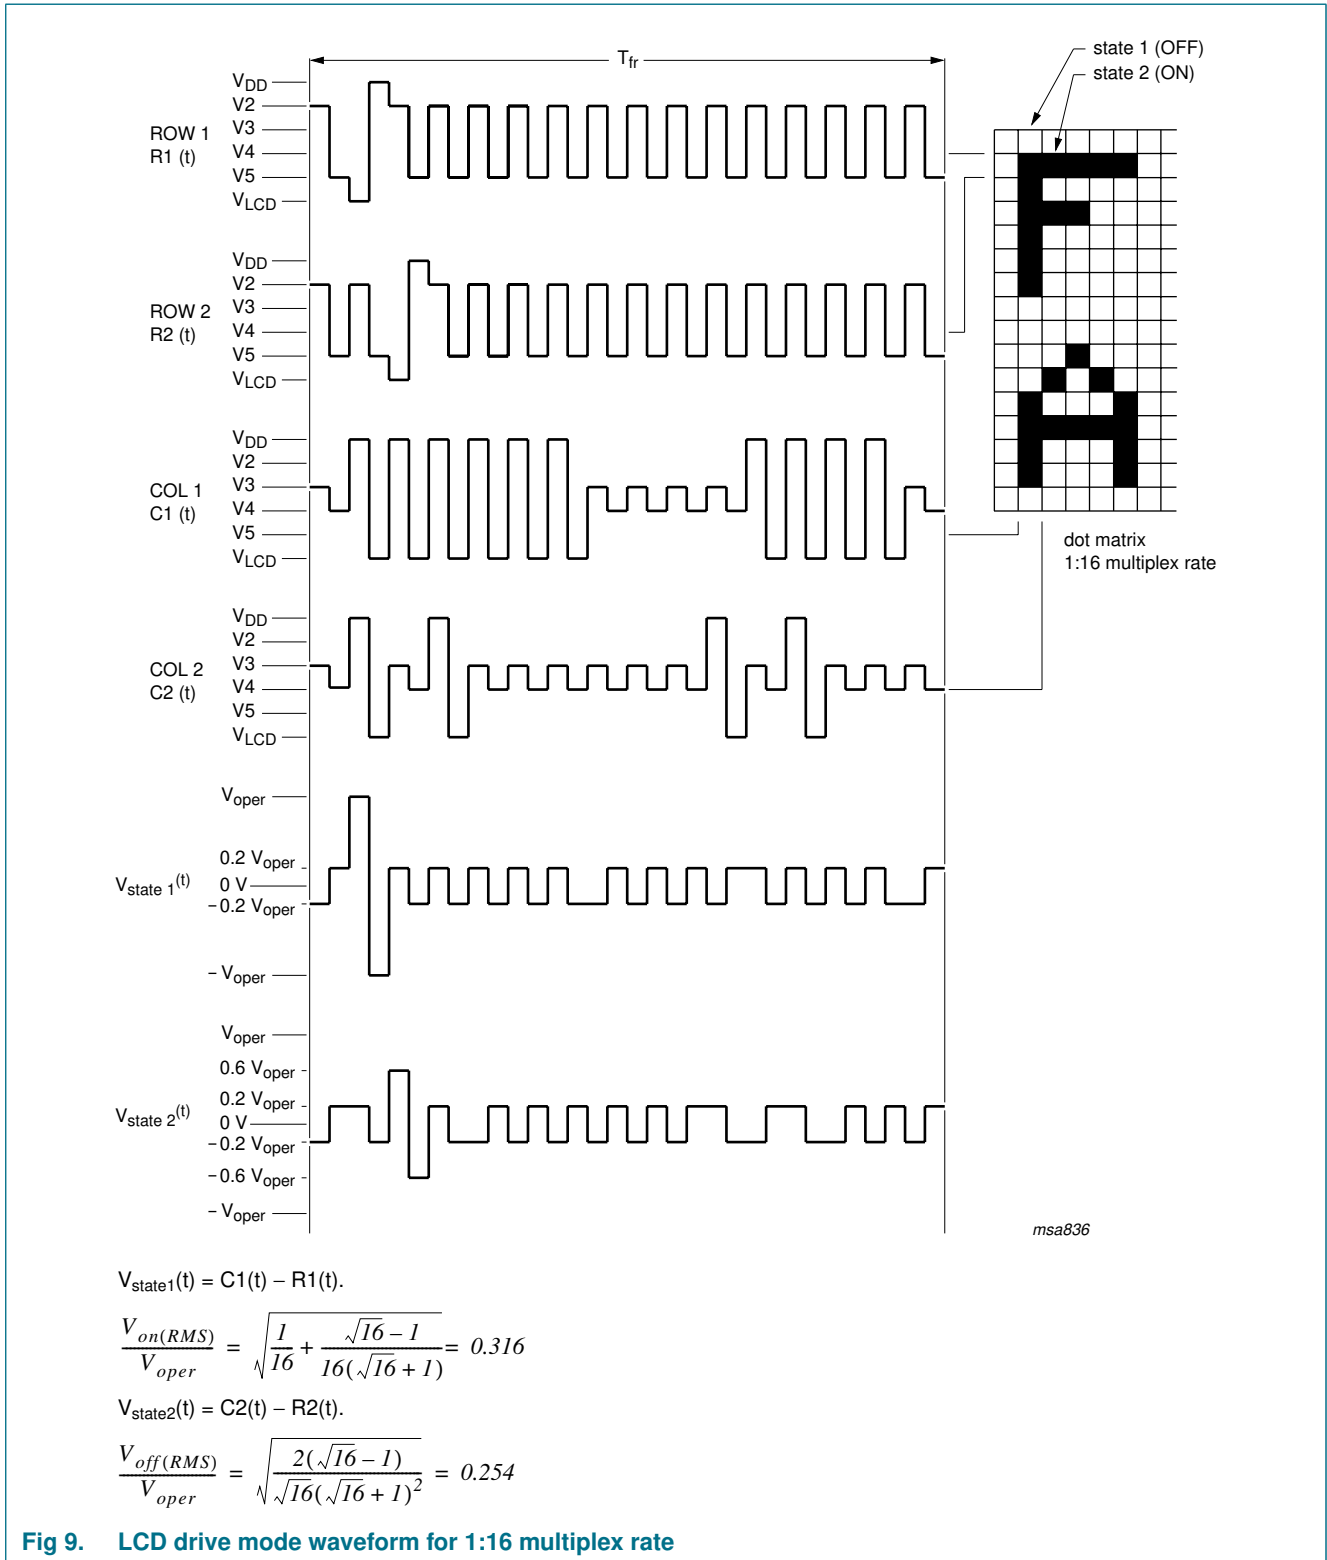 T_fr
state 1 (OFF)
state 2 (ON)
V_DD
V2
ROW 1
V3
R1 (t)
V4
V5
V_LCD
V_DD
V2
ROW 2
V3
R2 (t)
V4
V5
V_LCD
V_DD
V2
COL 1
V3
C1 (t)
V4
V5
V_LCD
dot matrix
1:16 multiplex rate
V_DD
V2
COL 2
V3
C2 (t)
V4
V5
V_LCD
V_oper
0.2 V_oper
V_state 1(t)
0 V
−0.2 V_oper
− V_oper
V_oper
0.6 V_oper
0.2 V_oper
V_state 2(t)
0 V
−0.2 V_oper
−0.6 V_oper
− V_oper
msa836
V_state1(t) = C1(t) − R1(t).
V_on(RMS) / V_oper = √(1/16 + (√16 − 1) / (16(√16 + 1))) = 0.316
V_state2(t) = C2(t) − R2(t).
V_off(RMS) / V_oper = √(2(√16 − 1) / (√16(√16 + 1)²)) = 0.254
Fig 9. LCD drive mode waveform for 1:16 multiplex rate